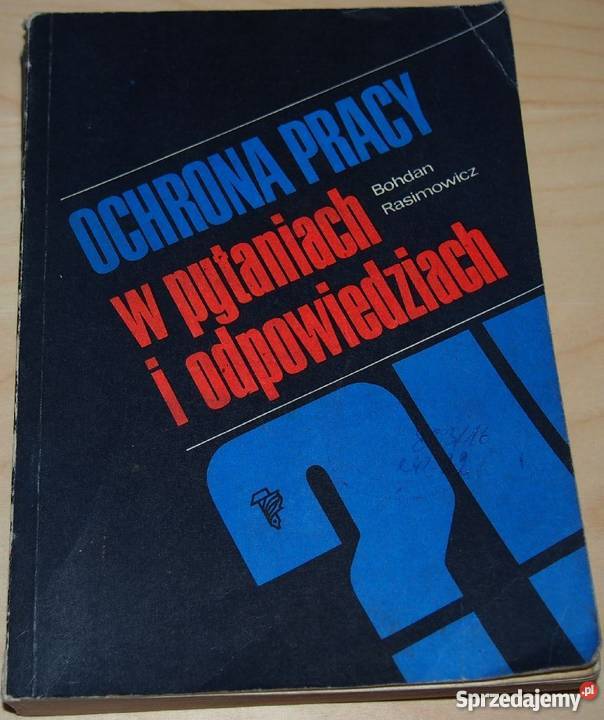 OCHRONA PRACY
Bohdan
Rasimowicz
w pytaniach
i odpowiedziach
?!!
Sprzedajemy.pl